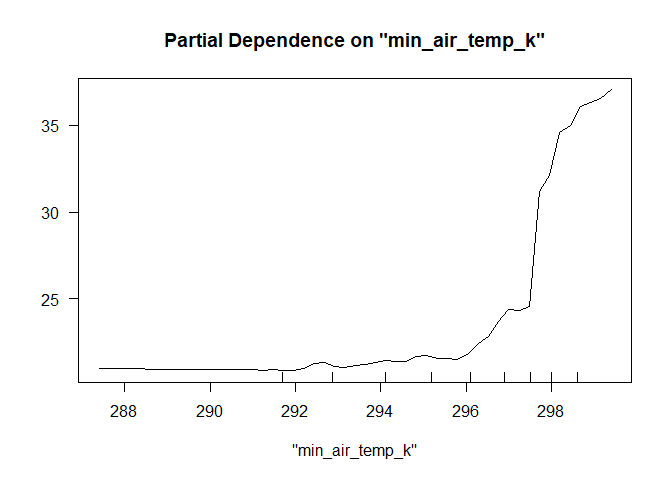 Partial Dependence on "min_air_temp_k"
35
30
25
288 290 292 294 296 298
"min_air_temp_k"